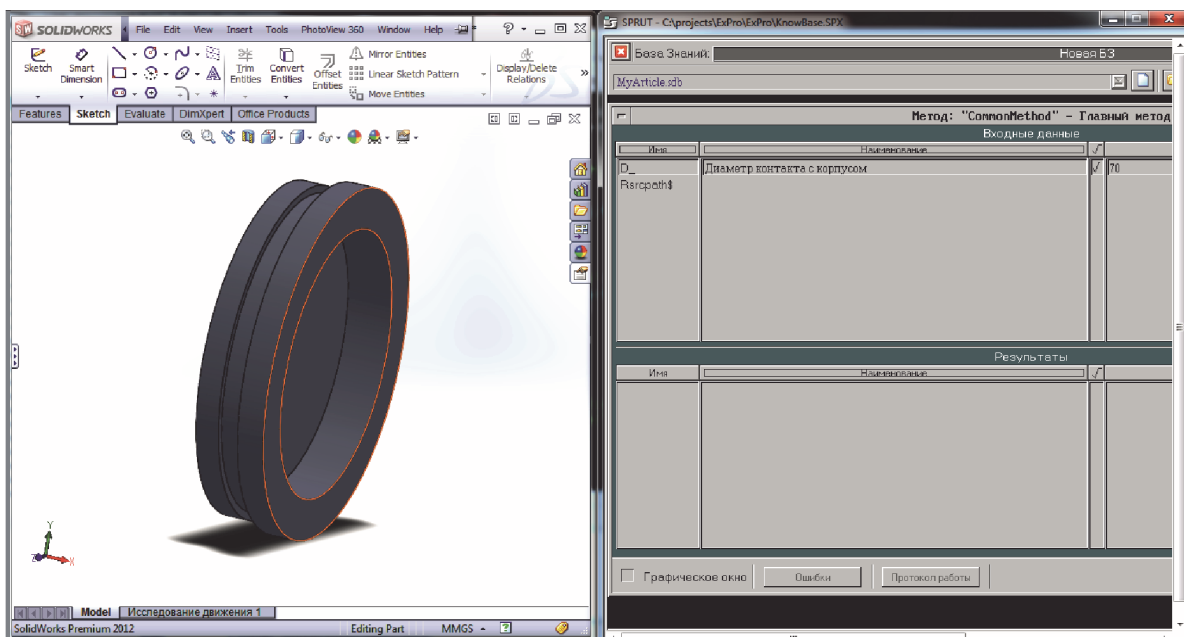 SOLIDWORKS File Edit View Insert Tools PhotoView 360 Window Help
Sketch Smart Dimension Trim Entities Convert Entities Offset Entities Mirror Entities Linear Sketch Pattern Move Entities Display/Delete Relations
Features Sketch Evaluate DimXpert Office Products
Y
Z X
Model Исследование движения 1
SolidWorks Premium 2012 Editing Part MMGS
SPRUT - C:\projects\ExPro\ExPro\KnowBase.SPX
База Знаний: Новая БЗ
MyArticle.sdb
Метод: "CommonMethod" - Главный метод
Входные данные
Имя Наименование √
D_ Диаметр контакта с корпусом √ 70
Rsrcpath$
Результаты
Имя Наименование √
Графическое окно Ошибки Протокол работы